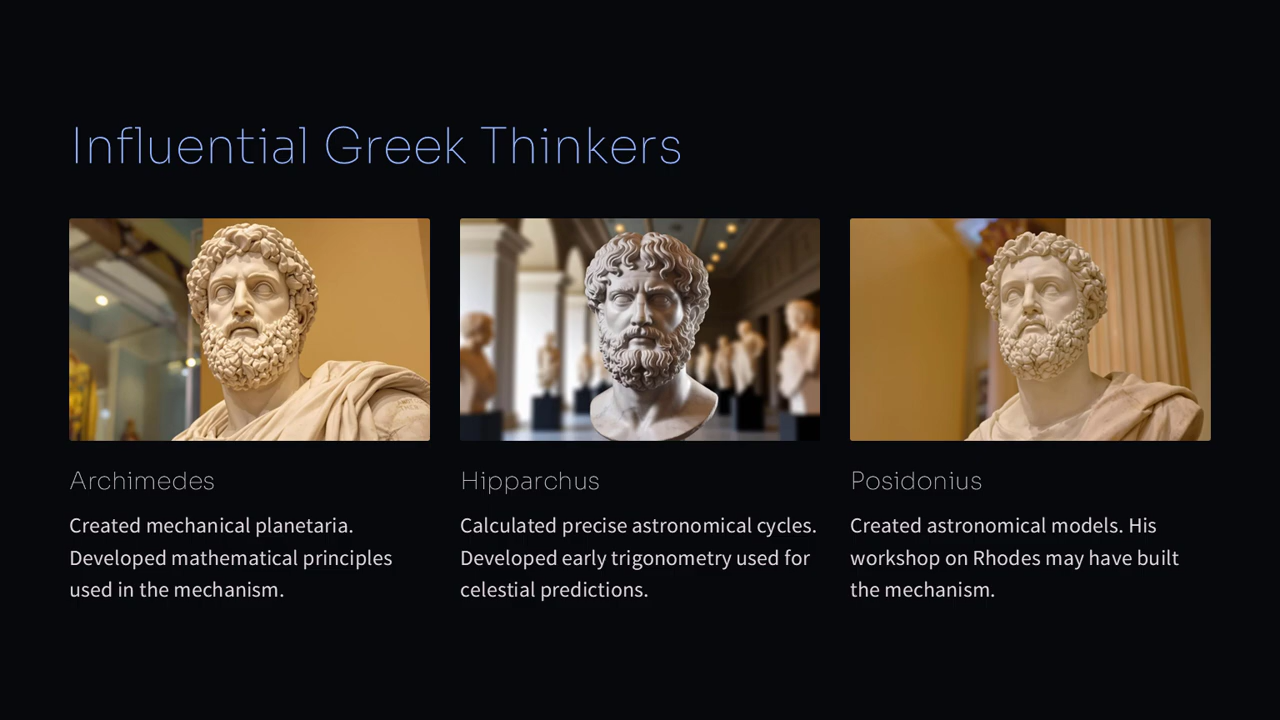 Influential Greek Thinkers
Archimedes
Created mechanical planetaria.
Developed mathematical principles
used in the mechanism.
Hipparchus
Calculated precise astronomical cycles.
Developed early trigonometry used for
celestial predictions.
Posidonius
Created astronomical models. His
workshop on Rhodes may have built
the mechanism.